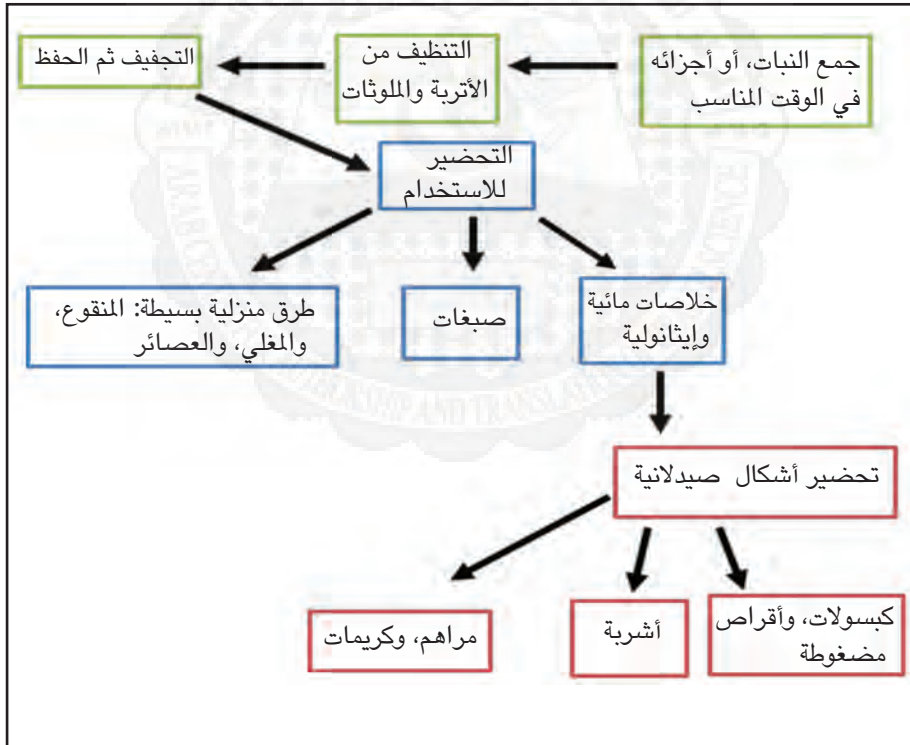 جمع النبات، أو أجزائه
في الوقت المناسب
التنظيف من
الأتربة والملوثات
التجفيف ثم الحفظ
التحضير
للاستخدام
خلاصات مائية
وإيثانولية
صبغات
طرق منزلية بسيطة: المنقوع،
والمغلي، والعصائر
تحضير أشكال صيدلانية
كبسولات، وأقراص
مضغوطة
أشربة
مراهم، وكريمات